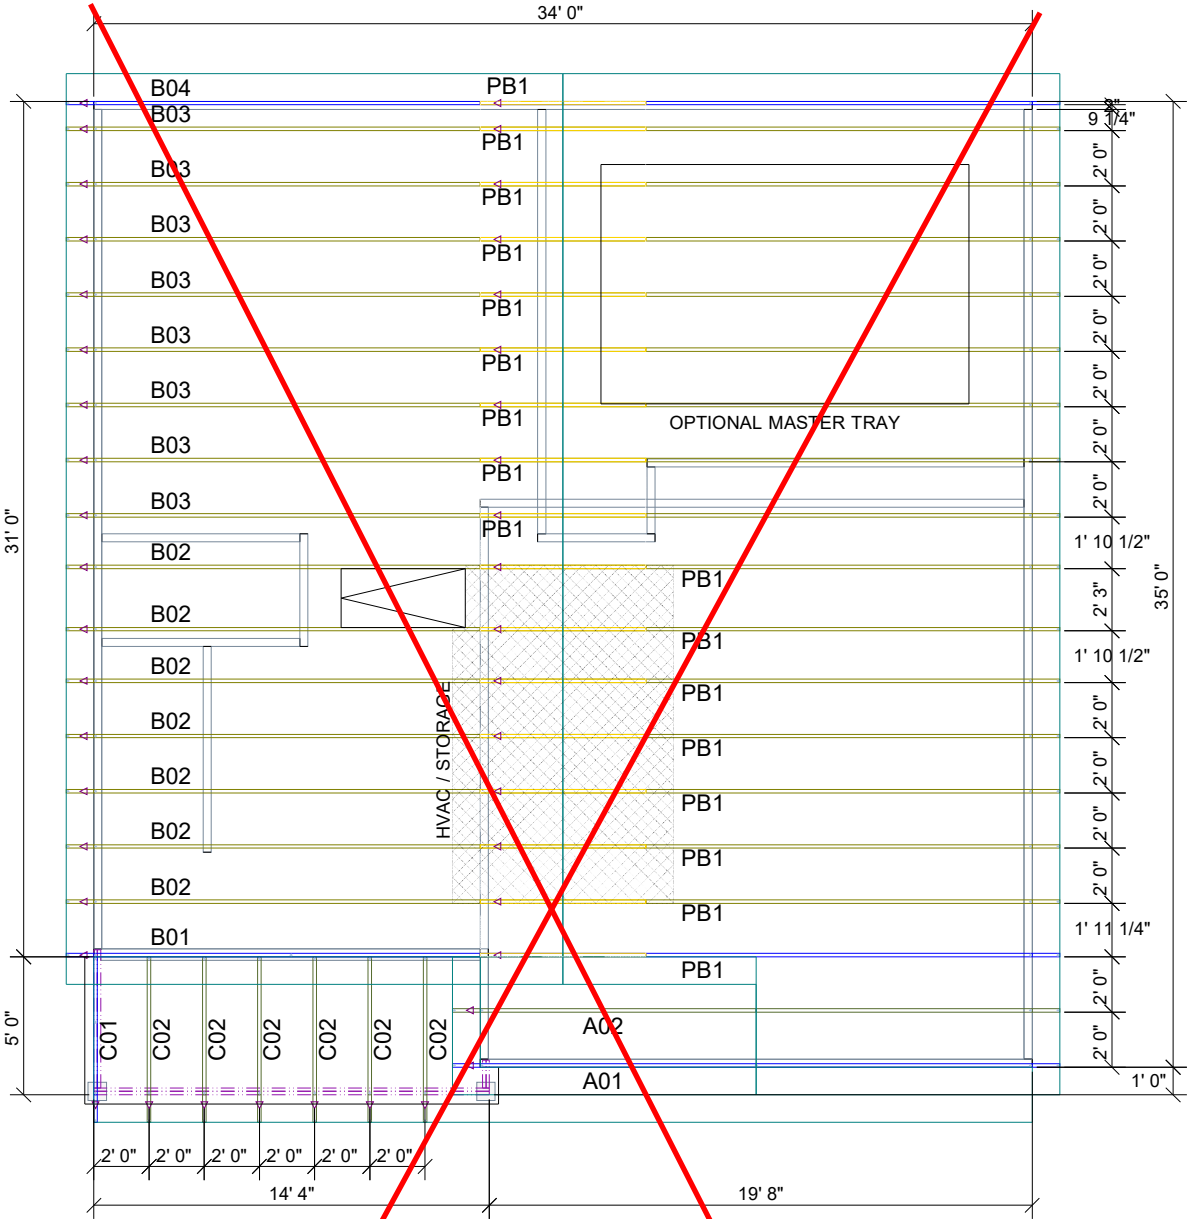 34' 0"
B04 PB1
2"
B03 9 1/4"
PB1
B03 2' 0"
PB1
B03 2' 0"
PB1
B03 2' 0"
PB1
B03 2' 0"
PB1
B03 2' 0"
PB1
OPTIONAL MASTER TRAY
B03 2' 0"
PB1
B03 2' 0"
PB1
31' 0"
35' 0"
B02 1' 10 1/2"
PB1
B02 2' 3"
PB1
B02 1' 10 1/2"
PB1
HVAC / STORAGE
B02 2' 0"
PB1
B02 2' 0"
PB1
B02 2' 0"
PB1
B02 2' 0"
PB1
B01 1' 11 1/4"
PB1
5' 0"
C01 C02 C02 C02 C02 C02 C02
A02 2' 0"
A01 2' 0"
1' 0"
2' 0" 2' 0" 2' 0" 2' 0" 2' 0" 2' 0"
14' 4" 19' 8"